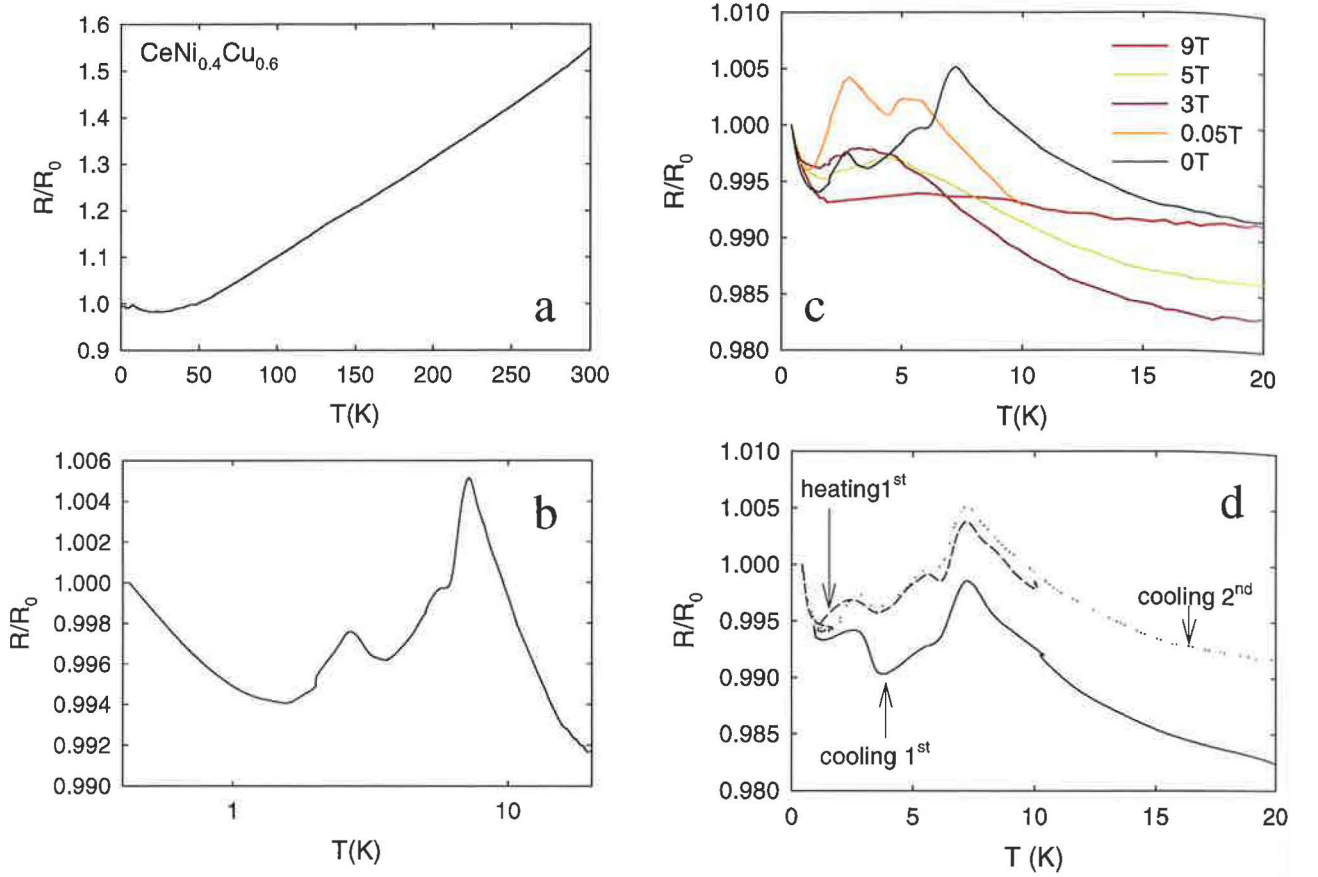 CeNi0.4Cu0.6
1.6
1.5
1.4
1.3
1.2
1.1
1.0
0.9
R/R0
a
0 50 100 150 200 250 300
T(K)
1.010
1.005
1.000
0.995
0.990
0.985
0.980
R/R0
9T
5T
3T
0.05T
0T
c
0 5 10 15 20
T(K)
1.006
1.004
1.002
1.000
0.998
0.996
0.994
0.992
0.990
R/R0
b
1 10
T(K)
1.010
1.005
1.000
0.995
0.990
0.985
0.980
R/R0
heating1st
d
cooling 2nd
cooling 1st
0 5 10 15 20
T (K)